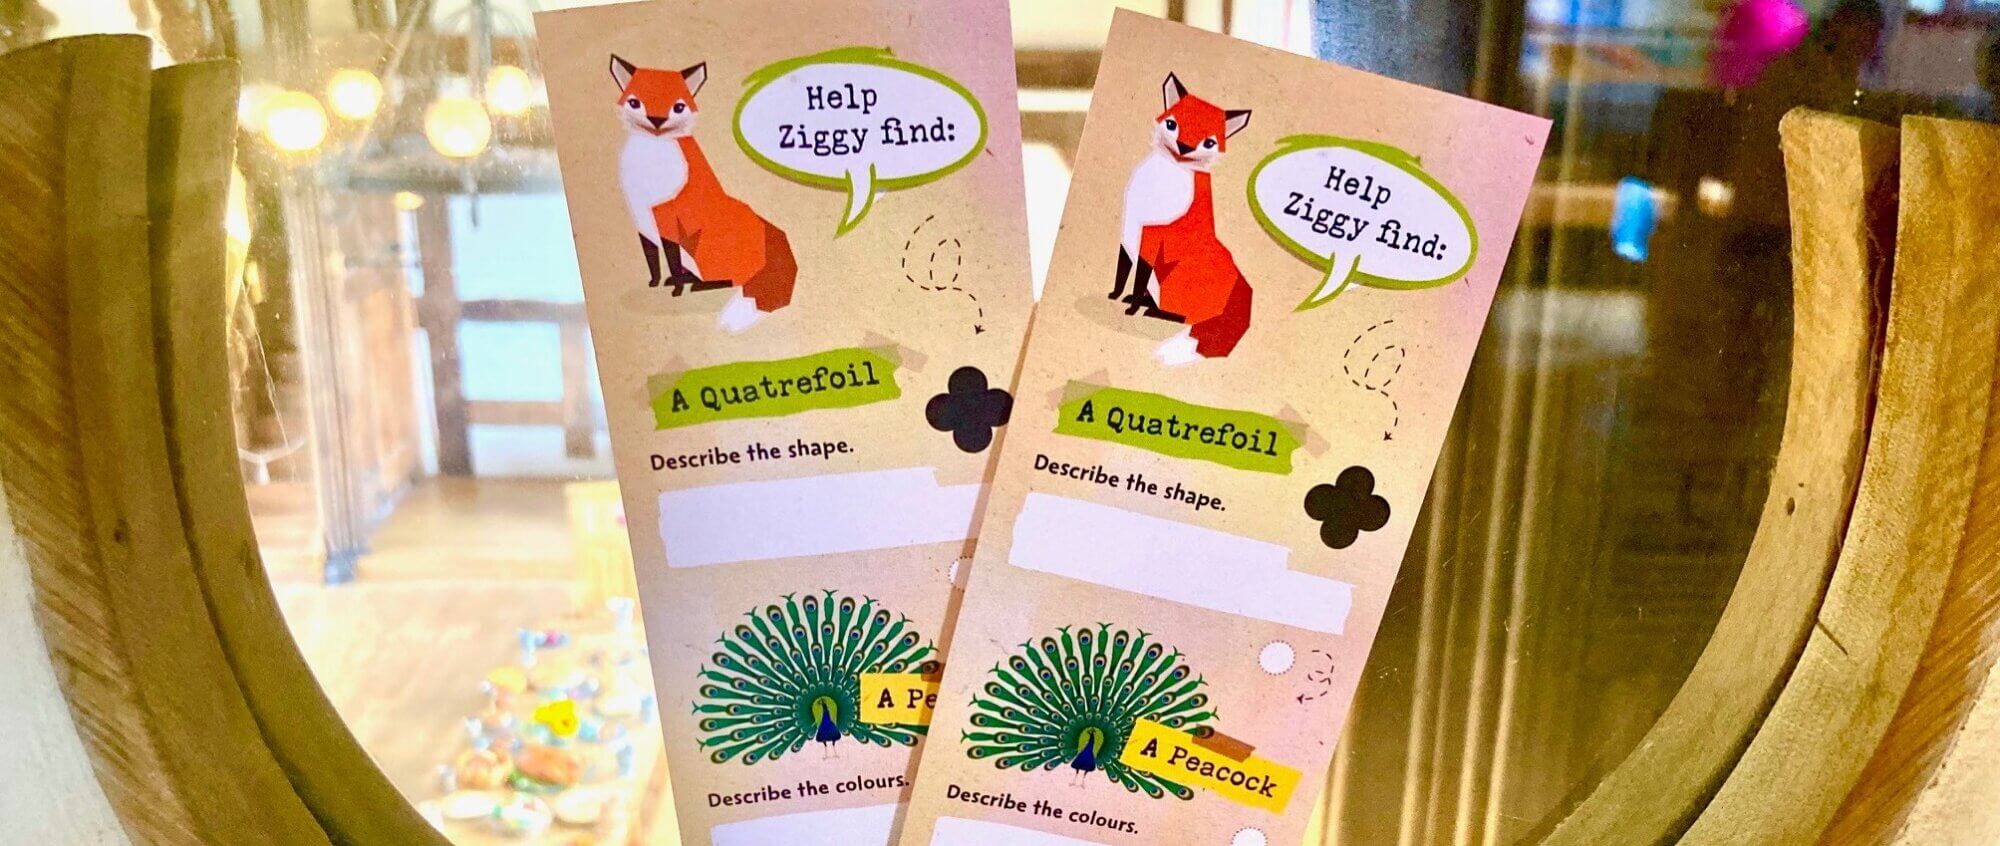 Help
Ziggy find:
A Quatrefoil
Describe the shape.
A Pe
Describe the colours.
Help
Ziggy find:
A Quatrefoil
Describe the shape.
A Peacock
Describe the colours.